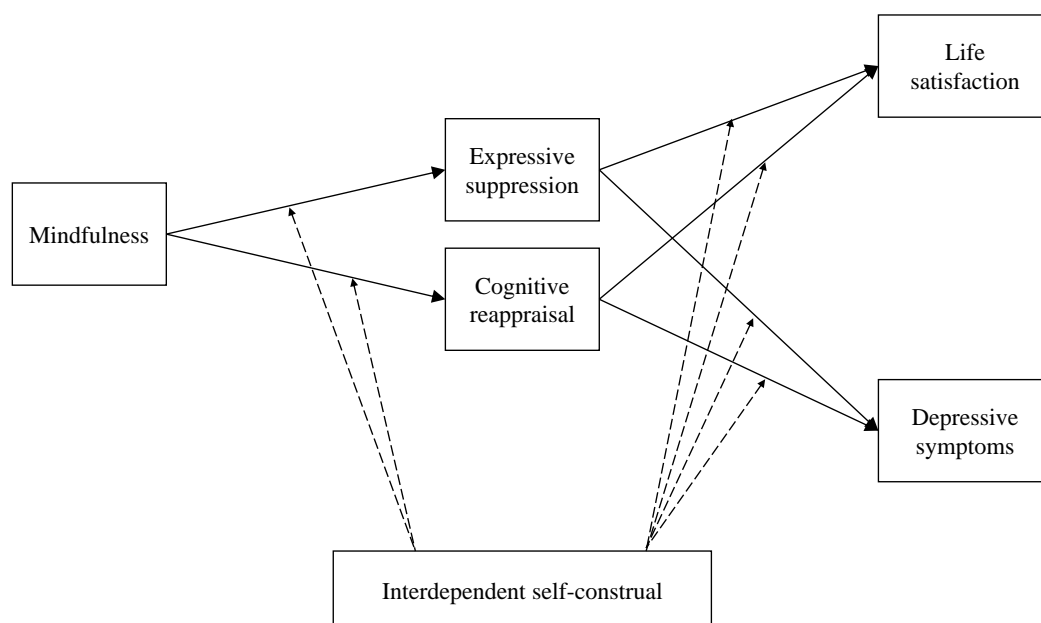 Life
satisfaction
Expressive
suppression
Mindfulness
Cognitive
reappraisal
Depressive
symptoms
Interdependent self-construal